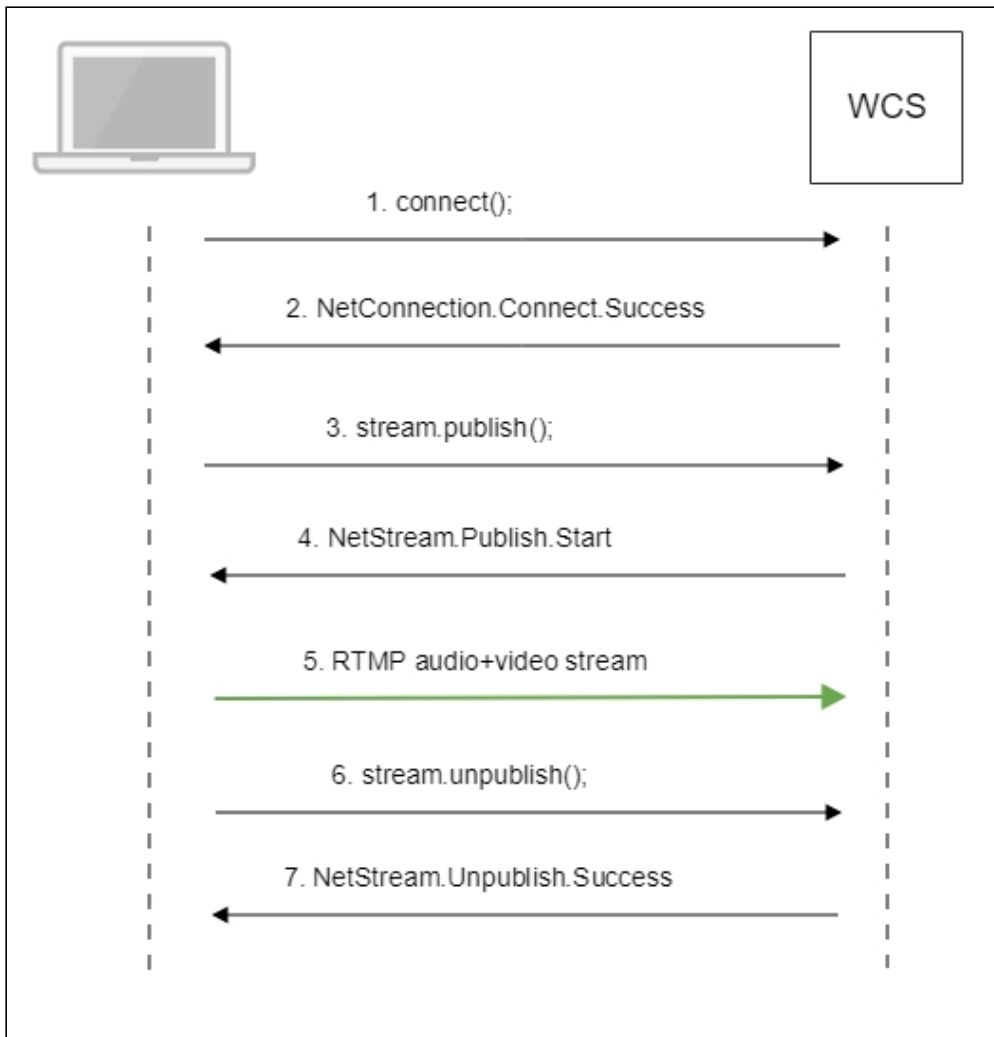 WCS
1. connect();
2. NetConnection.Connect.Success
3. stream.publish();
4. NetStream.Publish.Start
5. RTMP audio+video stream
6. stream.unpublish();
7. NetStream.Unpublish.Success